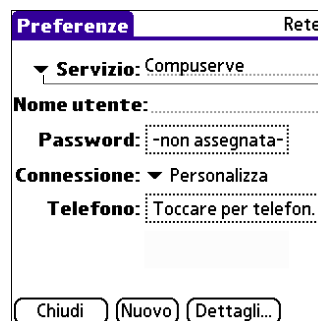 Preferenze Rete
Servizio: Compuserve
Nome utente:
Password: -non assegnata-
Connessione: Personalizza
Telefono: Toccare per telefon.
Chiudi Nuovo Dettagli...